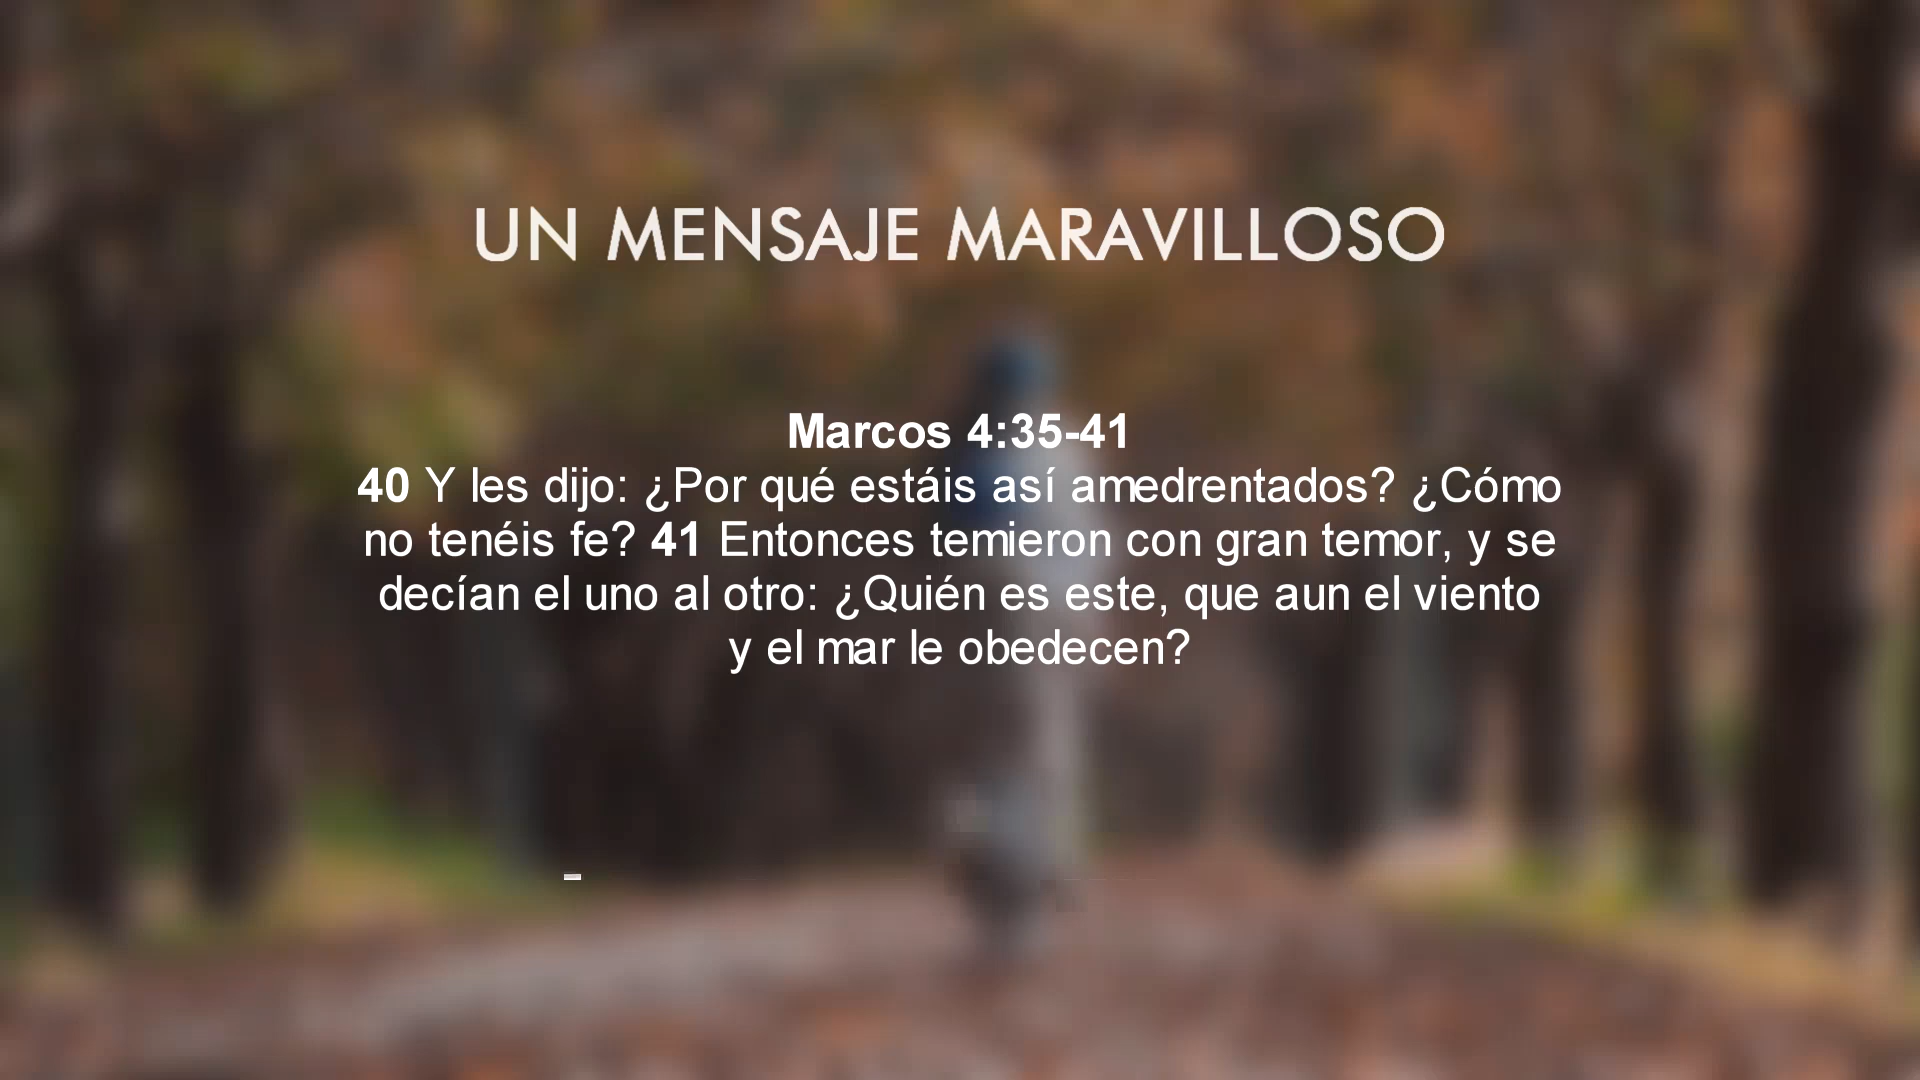 UN MENSAJE MARAVILLOSO
Marcos 4:35-41
40 Y les dijo: ¿Por qué estáis así amedrentados? ¿Cómo
no tenéis fe? 41 Entonces temieron con gran temor, y se
decían el uno al otro: ¿Quién es este, que aun el viento
y el mar le obedecen?